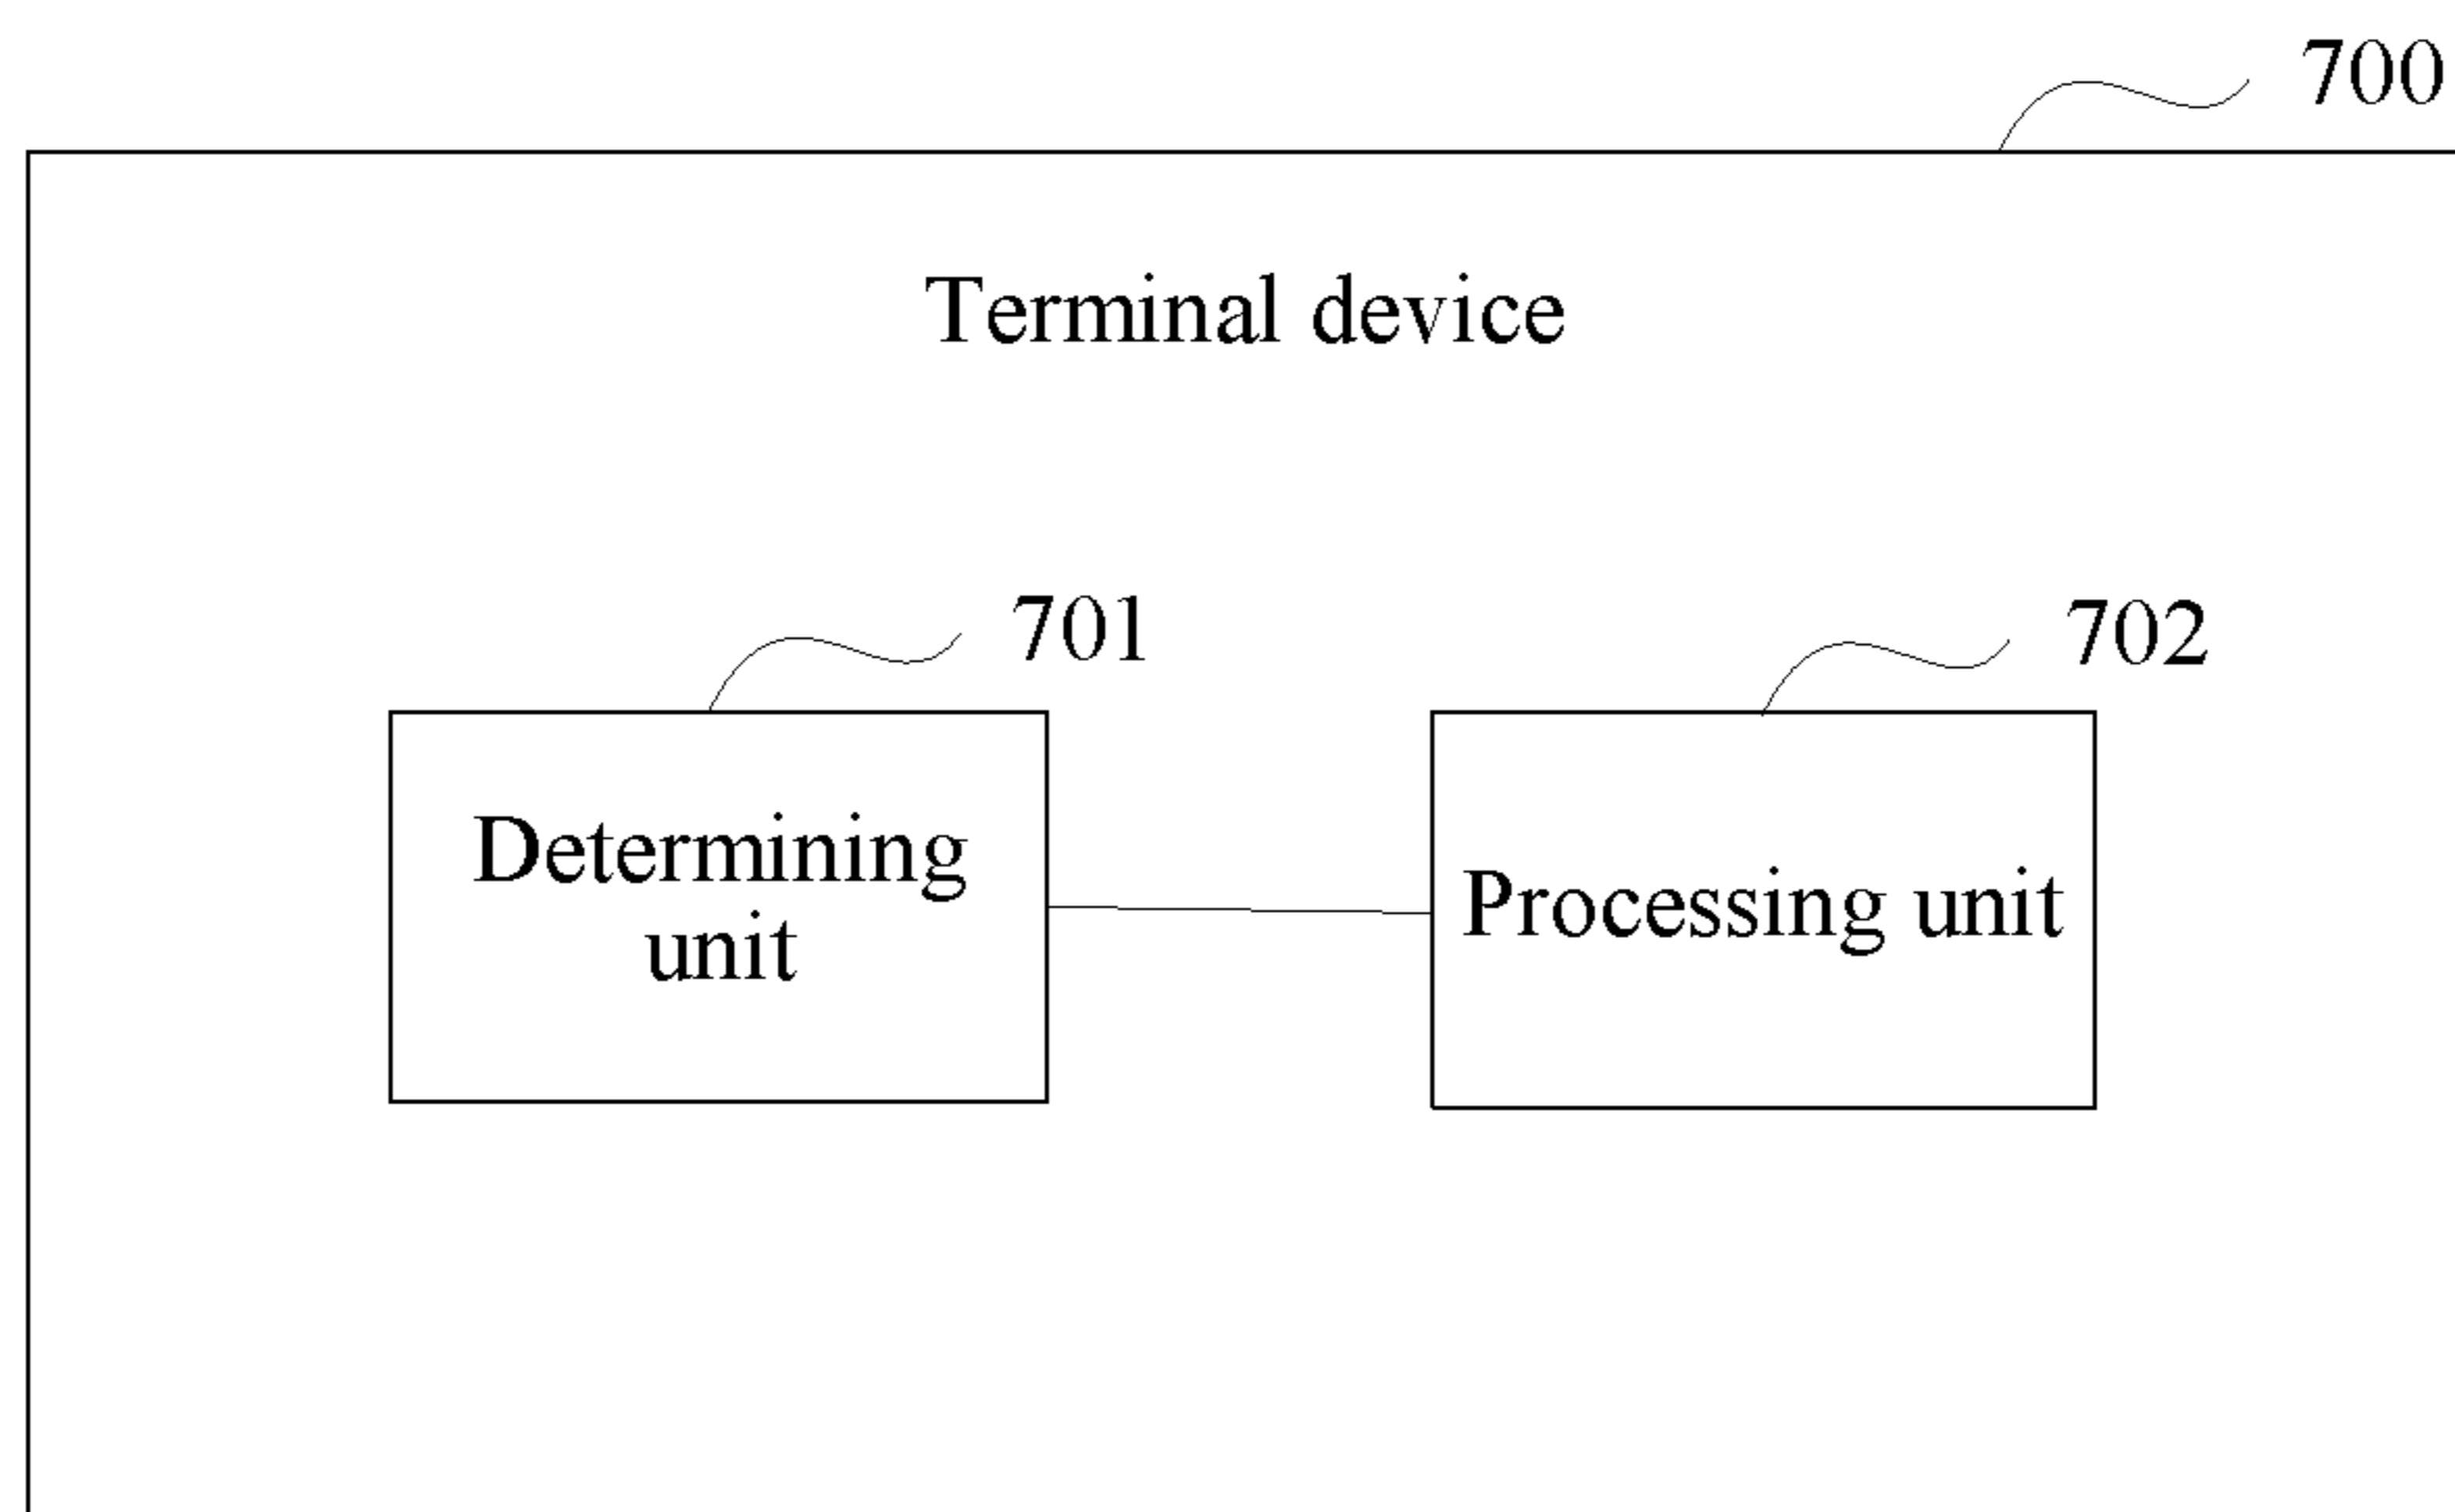 700
Terminal device
701
702
Determining
unit
Processing unit